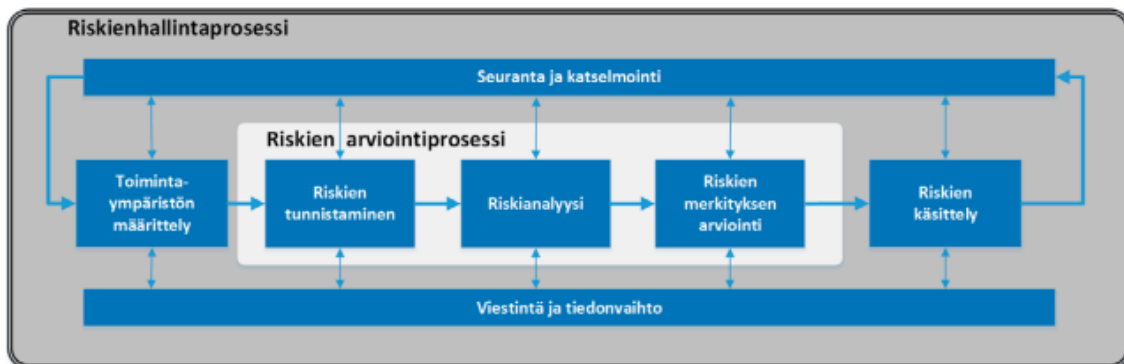 Riskienhallintaprosessi
Seuranta ja katselmointi
Riskien arviointiprosessi
Toiminta-
ympäristön
määrittely
Riskien
tunnistaminen
Riskianalyysi
Riskien
merkityksen
arviointi
Riskien
käsittely
Viestintä ja tiedonvaihto